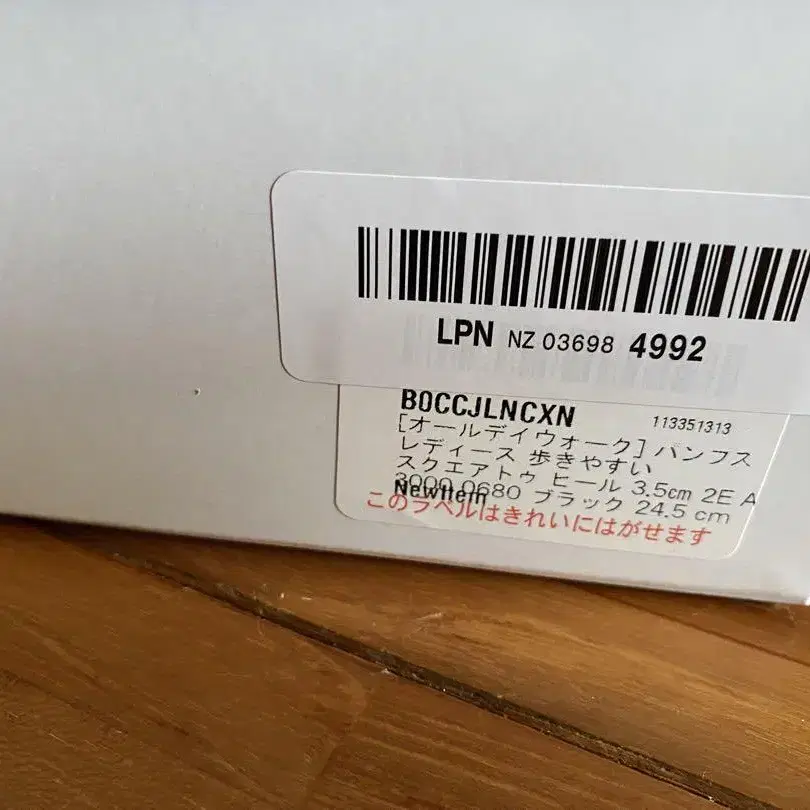 LPN NZ 03698 4992
B0CCJLNCXN 113351313
[オールデイウォーク] パンプス
レディース 歩きやすい
スクエアトゥ ヒール 3.5cm 2E A
3000 0680 ブラック 24.5 cm
NewItem
このラベルはきれいにはがせます